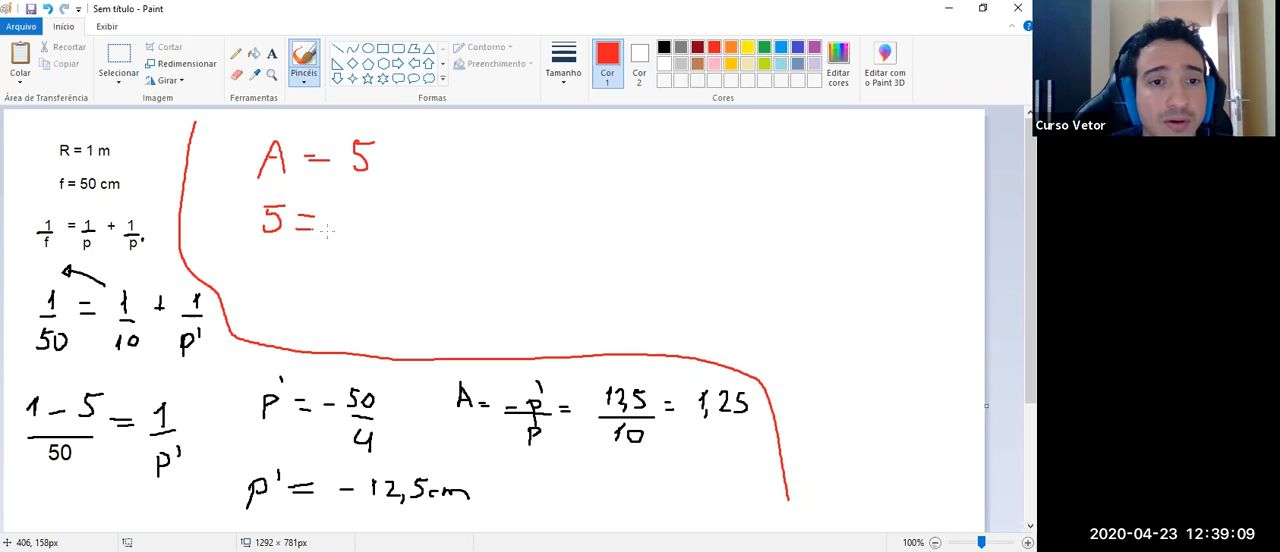 Sem título - Paint
Arquivo Início Exibir
Colar
Recortar
Copiar
Área de Transferência
Selecionar
Cortar
Redimensionar
Girar
Imagem
A
Ferramentas
Pincéis
Contorno
Preenchimento
Formas
Tamanho
Cor 1
Cor 2
Editar cores
Cores
Editar com o Paint 3D
Curso Vetor
R = 1 m
f = 50 cm
1/f = 1/p + 1/p'
1/50 = 1/10 + 1/p'
1 - 5/50 = 1/p'
A = 5
5 =
p' = - 50/4
p' = - 12,5cm
A = -p'/p = 12,5/10 = 1,25
406, 158px
1292 × 781px
100%
2020-04-23 12:39:09